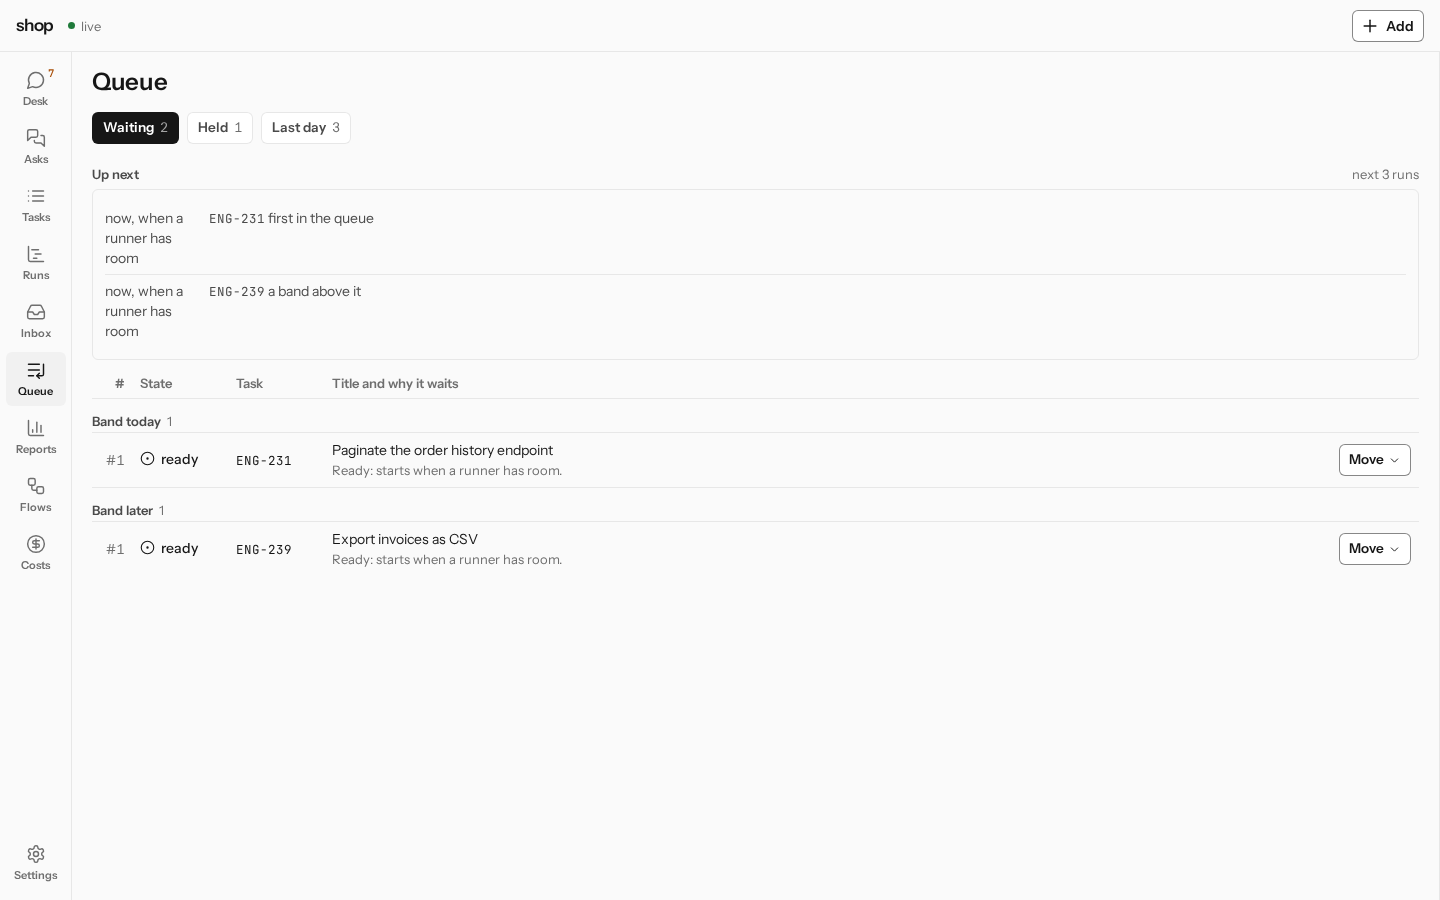 shop
live
Add
7
Desk
Asks
Tasks
Runs
Inbox
Queue
Reports
Flows
Costs
Settings
Queue
Waiting 2
Held 1
Last day 3
Up next
next 3 runs
now, when a runner has room
ENG-231 first in the queue
now, when a runner has room
ENG-239 a band above it
# State Task Title and why it waits
Band today 1
#1 ready ENG-231 Paginate the order history endpoint
Ready: starts when a runner has room.
Move
Band later 1
#1 ready ENG-239 Export invoices as CSV
Ready: starts when a runner has room.
Move